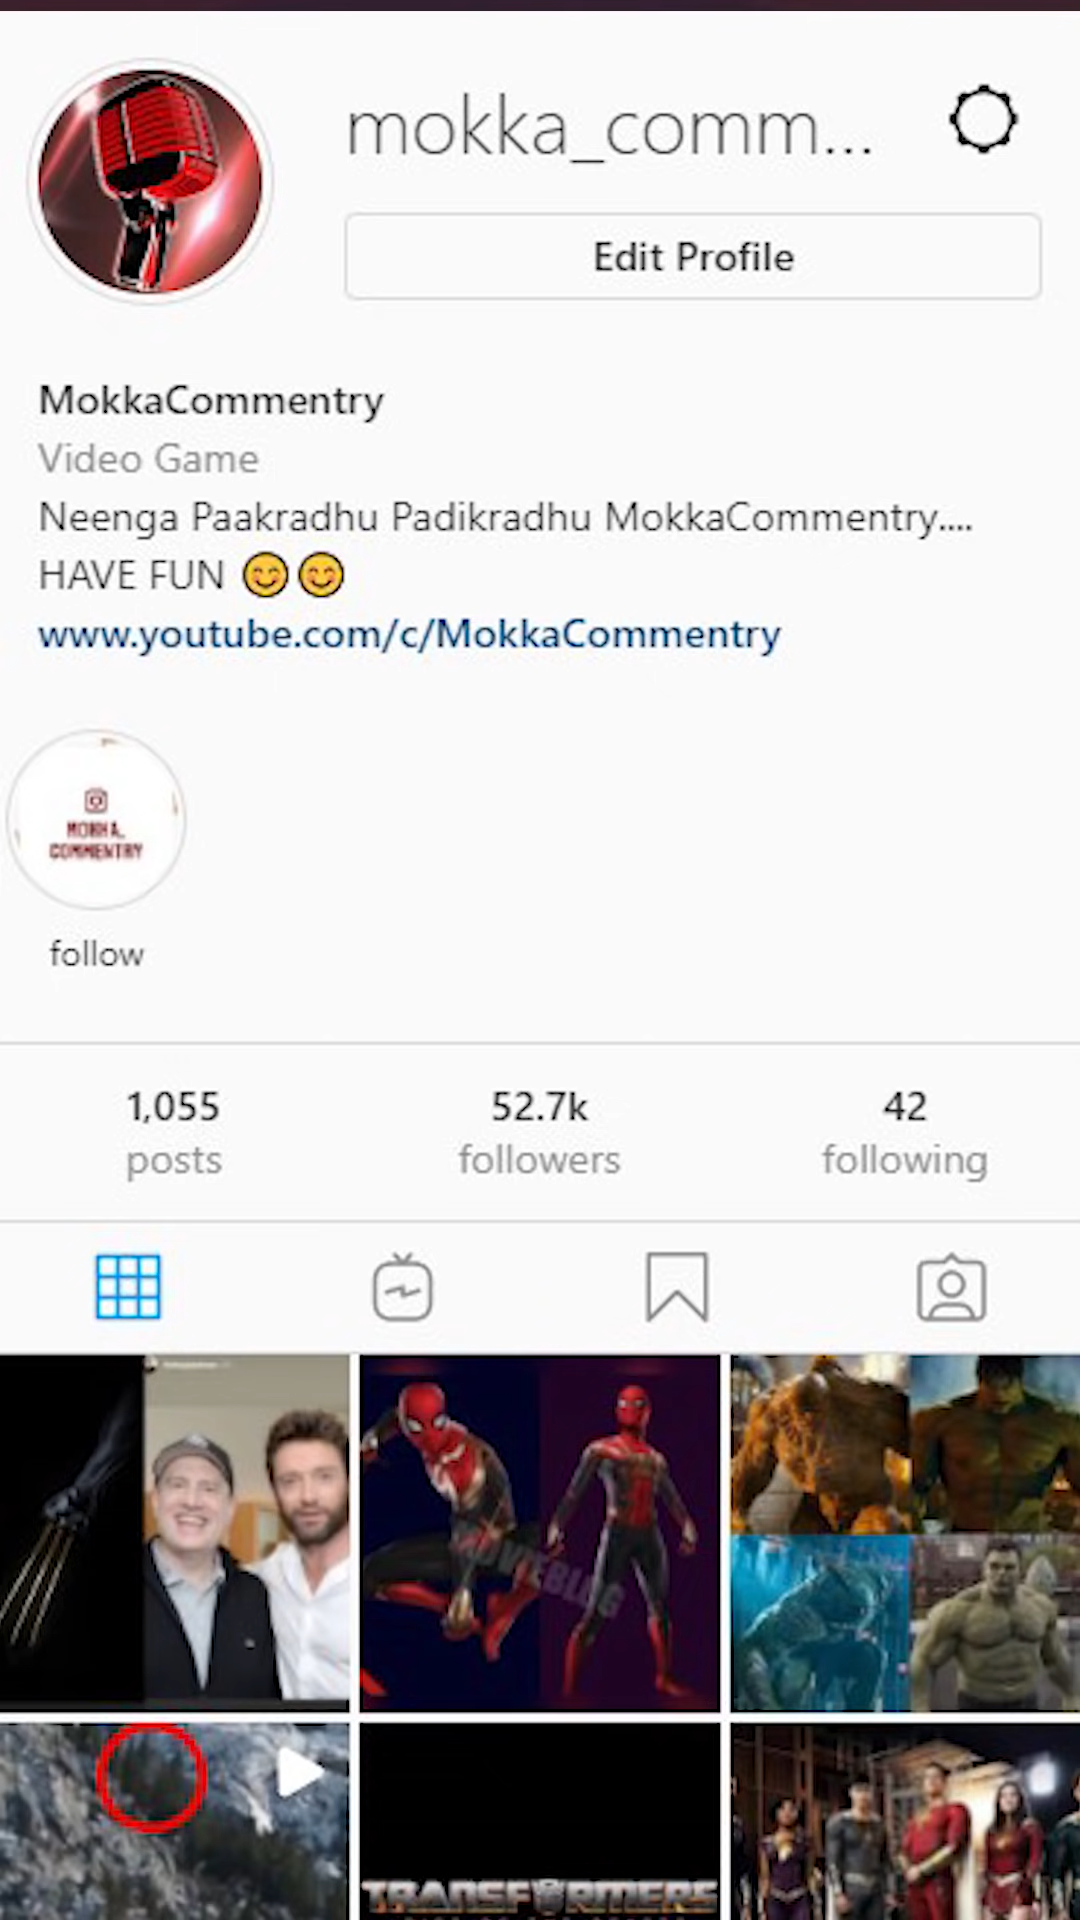 mokka_comm...
Edit Profile
MokkaCommentry
Video Game
Neenga Paakradhu Padikradhu MokkaCommentry....
HAVE FUN 😊😊
www.youtube.com/c/MokkaCommentry
MOKKA_
COMMENTRY
follow
1,055 52.7k 42
posts followers following
TRANSFORMERS